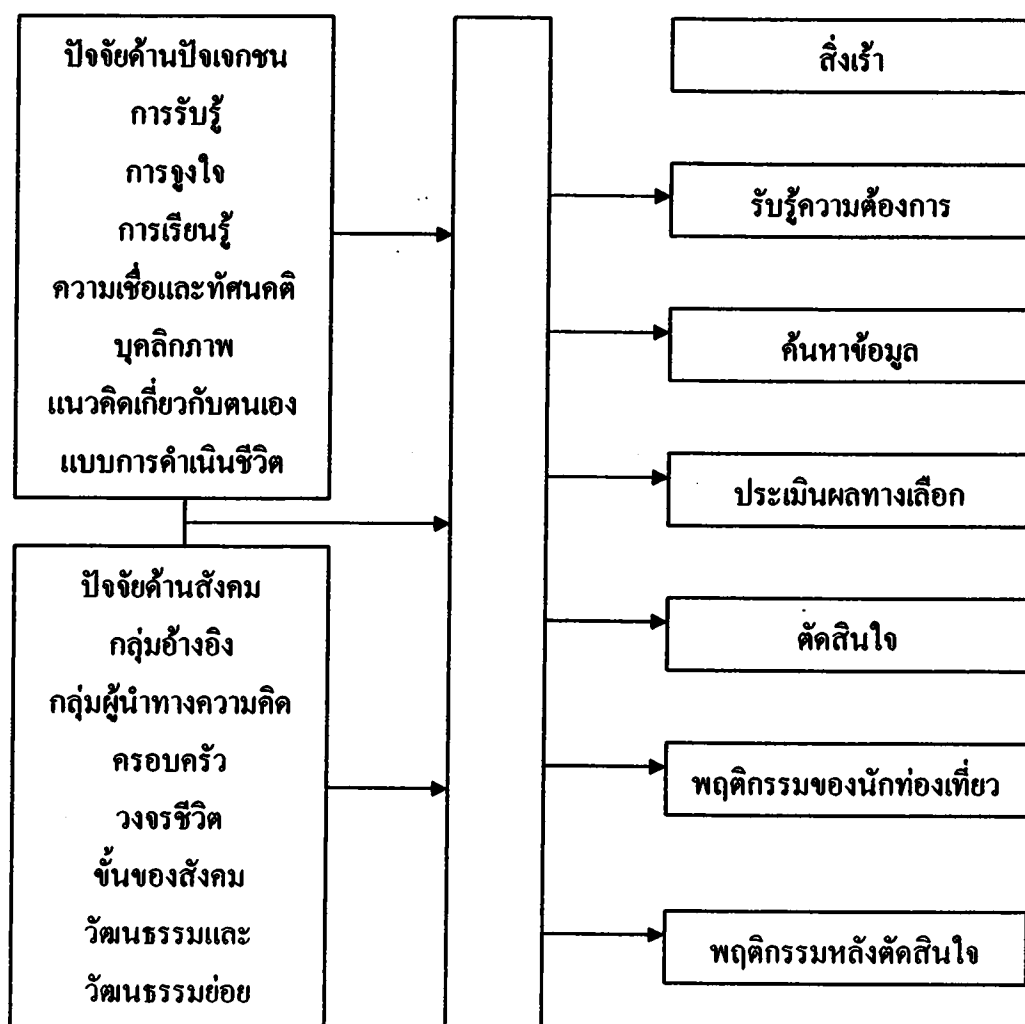 ปัจจัยด้านปัจเจกชน
การรับรู้
การจูงใจ
การเรียนรู้
ความเชื่อและทัศนคติ
บุคลิกภาพ
แนวคิดเกี่ยวกับตนเอง
แบบการดำเนินชีวิต
ปัจจัยด้านสังคม
กลุ่มอ้างอิง
กลุ่มผู้นำทางความคิด
ครอบครัว
วงจรชีวิต
ขั้นของสังคม
วัฒนธรรมและ
วัฒนธรรมย่อย
สิ่งเร้า
รับรู้ความต้องการ
ค้นหาข้อมูล
ประเมินผลทางเลือก
ตัดสินใจ
พฤติกรรมของนักท่องเที่ยว
พฤติกรรมหลังตัดสินใจ